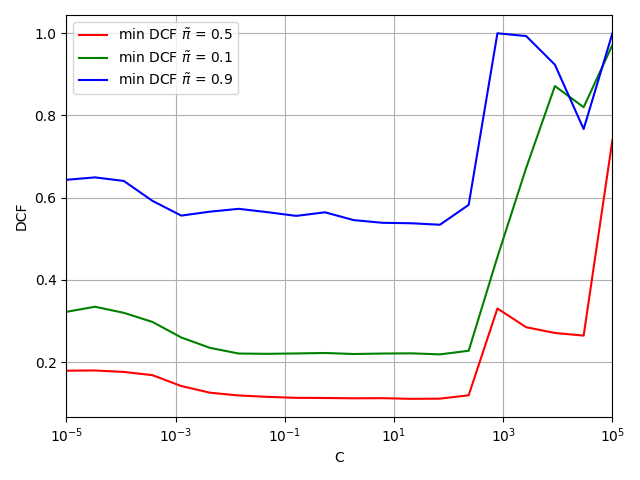 min DCF π̃ = 0.5
min DCF π̃ = 0.1
min DCF π̃ = 0.9
1.0
0.8
0.6
0.4
0.2
DCF
10⁻⁵
10⁻³
10⁻¹
10¹
10³
10⁵
C